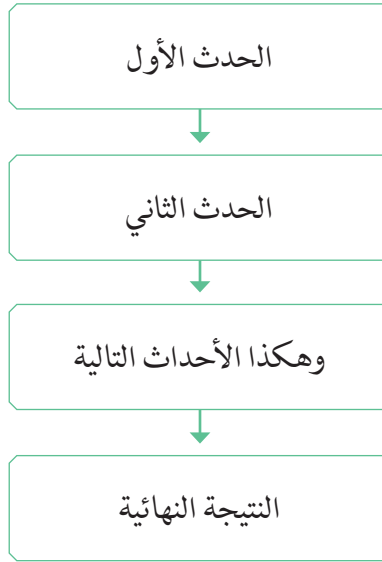 الحدث الأول
الحدث الثاني
وهكذا الأحداث التالية
النتيجة النهائية